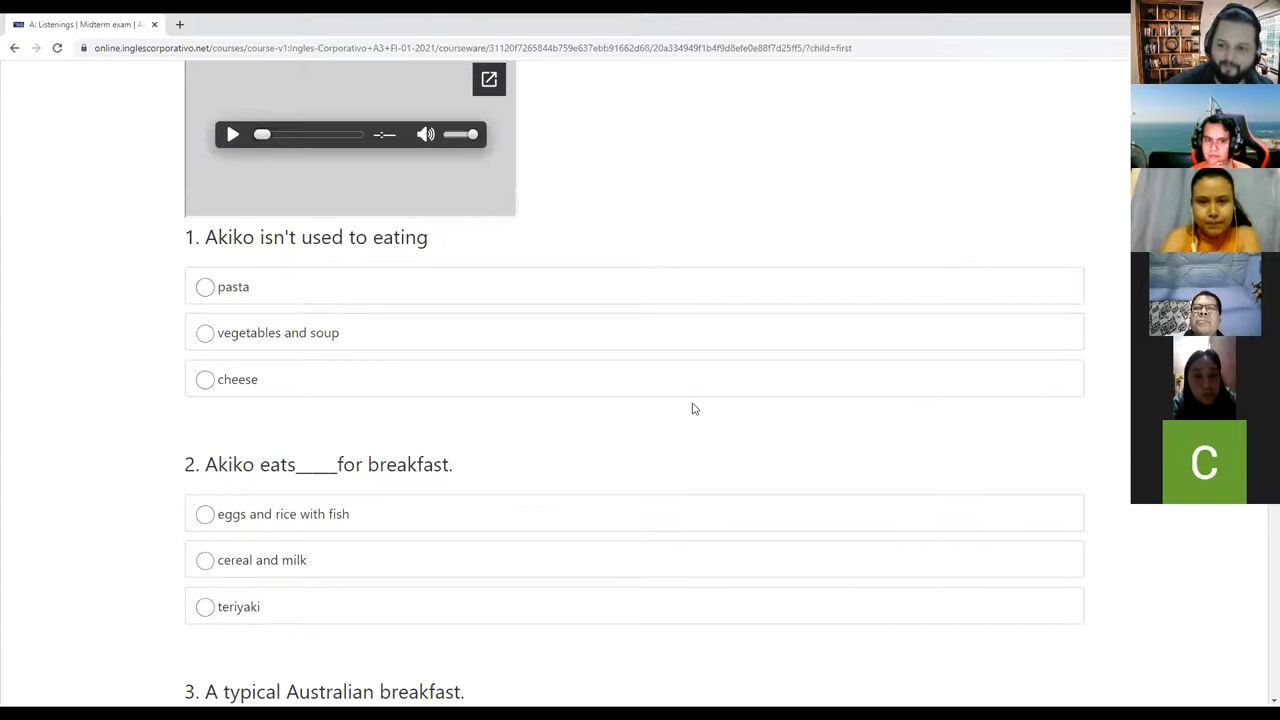 A: Listenings | Midterm exam | A
online.inglescorporativo.net/courses/course-v1:Ingles-Corporativo+A3+FI-01-2021/courseware/3f120f7265844b759e637ebb91662d68/20a334949f1b4f9d8efe0e88f7d25ff5/?child=first
-:--
1. Akiko isn't used to eating
pasta
vegetables and soup
cheese
2. Akiko eats_____for breakfast.
eggs and rice with fish
cereal and milk
teriyaki
3. A typical Australian breakfast.
C